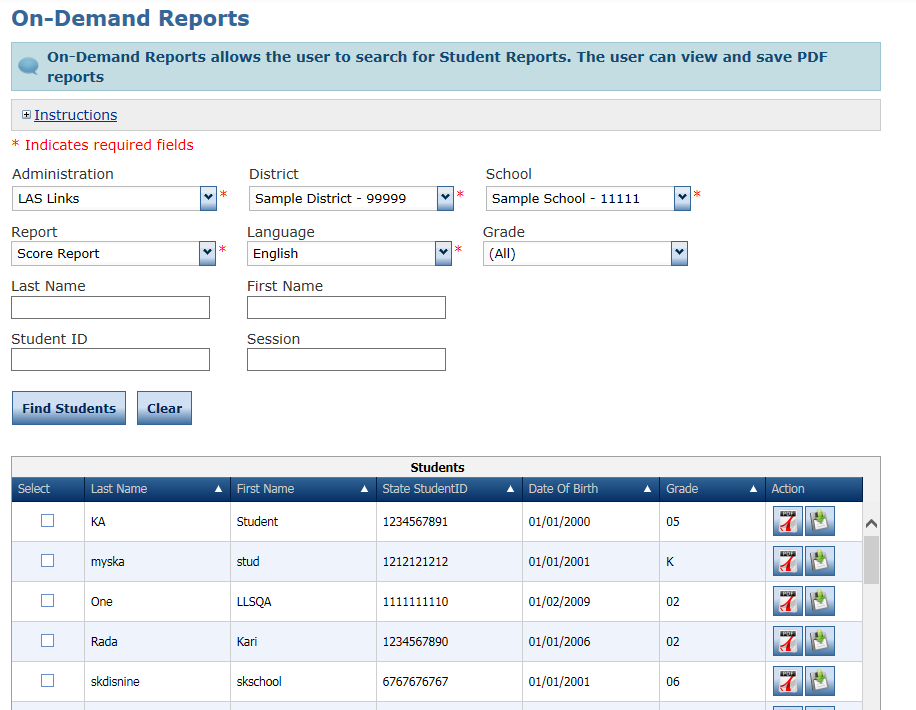 On-Demand Reports
On-Demand Reports allows the user to search for Student Reports. The user can view and save PDF
reports
Instructions
* Indicates required fields
Administration District School
LAS Links * Sample District - 99999 * Sample School - 11111 *
Report Language Grade
Score Report * English * (All)
Last Name First Name
Student ID Session
Find Students Clear
Students
Select Last Name First Name State StudentID Date Of Birth Grade Action
KA Student 1234567891 01/01/2000 05 PDF
myska stud 1212121212 01/01/2001 K PDF
One LLSQA 1111111110 01/02/2009 02 PDF
Rada Kari 1234567890 01/01/2006 02 PDF
skdisnine skschool 6767676767 01/01/2001 06 PDF